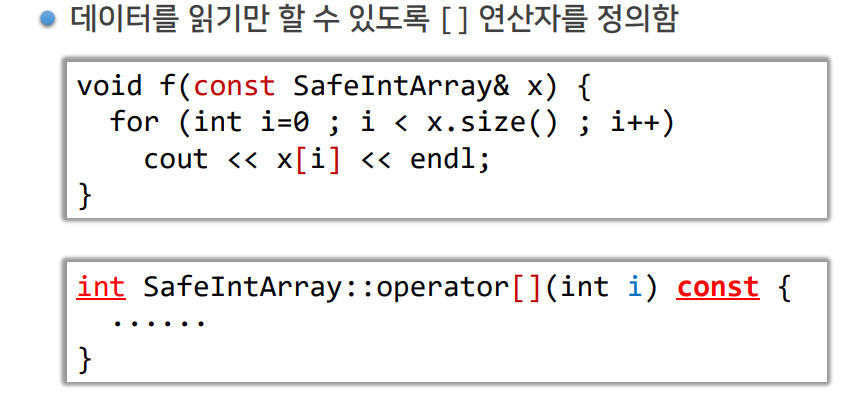 데이터를 읽기만 할 수 있도록 [] 연산자를 정의함
void f(const SafeIntArray& x) {
  for (int i=0 ; i < x.size() ; i++)
    cout << x[i] << endl;
}
int SafeIntArray::operator[](int i) const {
  ......
}